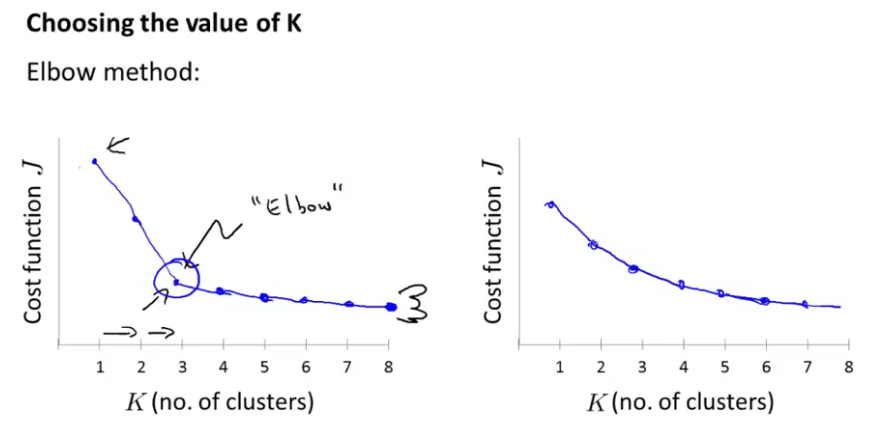 Choosing the value of K
Elbow method:
"Elbow"
Cost function J
1 2 3 4 5 6 7 8
K (no. of clusters)
Cost function J
1 2 3 4 5 6 7 8
K (no. of clusters)